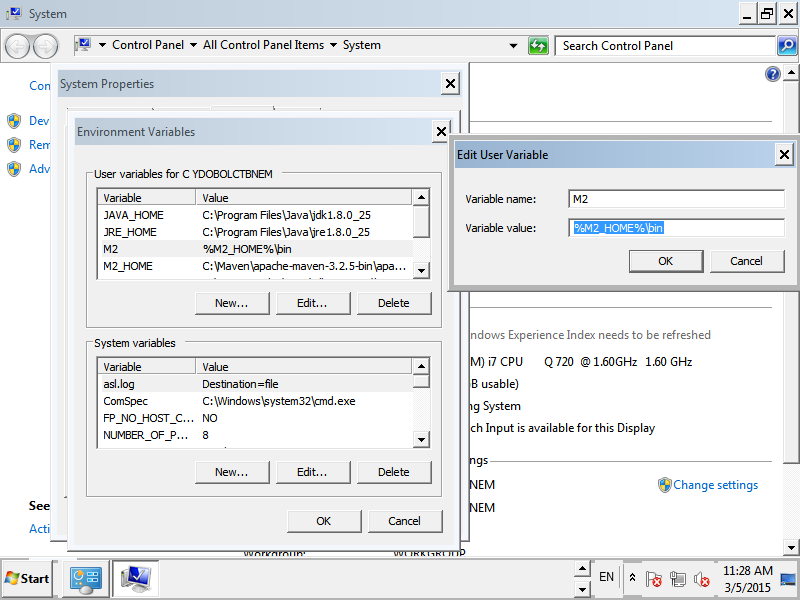 System
Control Panel
All Control Panel Items
System
Search Control Panel
System Properties
Environment Variables
User variables for C YDOBOLCTBNEM
Variable Value
JAVA_HOME C:\Program Files\Java\jdk1.8.0_25
JRE_HOME C:\Program Files\Java\jre1.8.0_25
M2 %M2_HOME%\bin
M2_HOME C:\Maven\apache-maven-3.2.5-bin\apa...
New... Edit... Delete
System variables
Variable Value
asl.log Destination=file
ComSpec C:\Windows\system32\cmd.exe
FP_NO_HOST_C... NO
NUMBER_OF_P... 8
New... Edit... Delete
OK Cancel
Edit User Variable
Variable name: M2
Variable value: %M2_HOME%\bin
OK Cancel
Con
Dev
Rem
Adv
See
Acti
ndows Experience Index needs to be refreshed
M) i7 CPU Q 720 @ 1.60GHz 1.60 GHz
B usable)
ng System
ch Input is available for this Display
ngs
NEM
Change settings
NEM
Workgroup: WORKGROUP
Start
EN
11:28 AM
3/5/2015